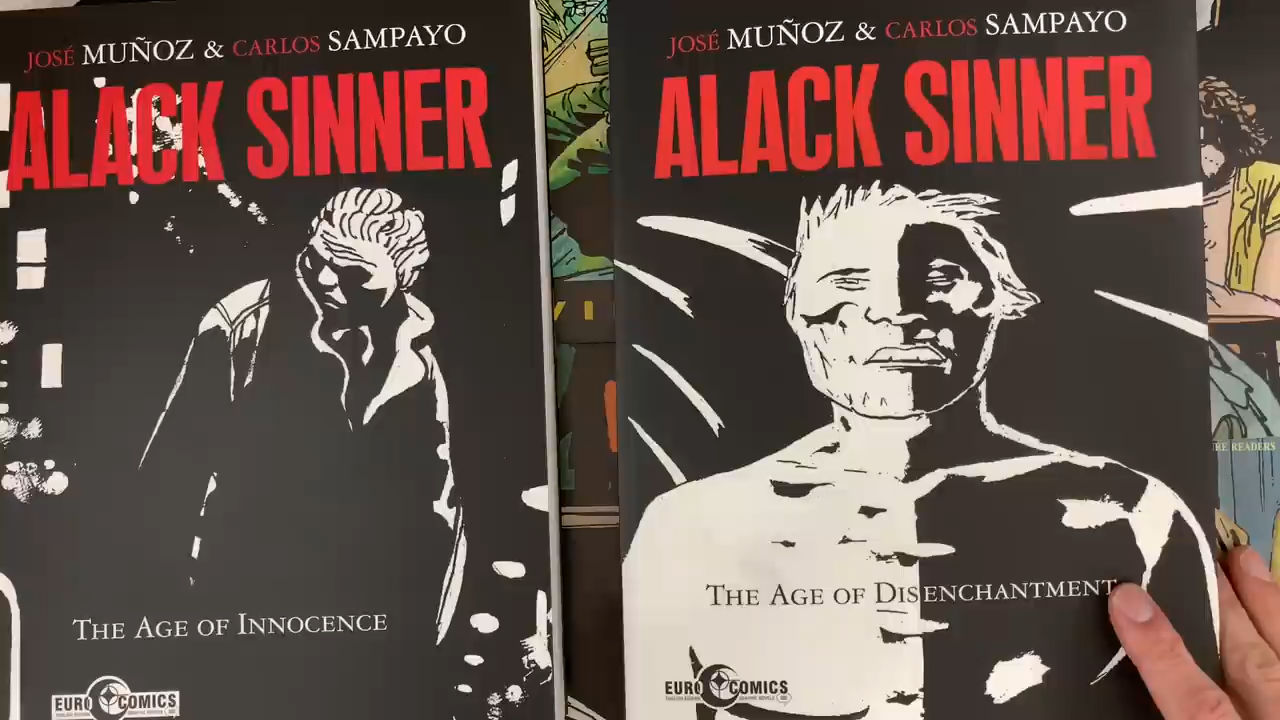 JOSÉ MUÑOZ & CARLOS SAMPAYO
ALACK SINNER
THE AGE OF INNOCENCE
EURO COMICS
JOSÉ MUÑOZ & CARLOS SAMPAYO
ALACK SINNER
THE AGE OF DISENCHANTMENT
EURO COMICS
READERS